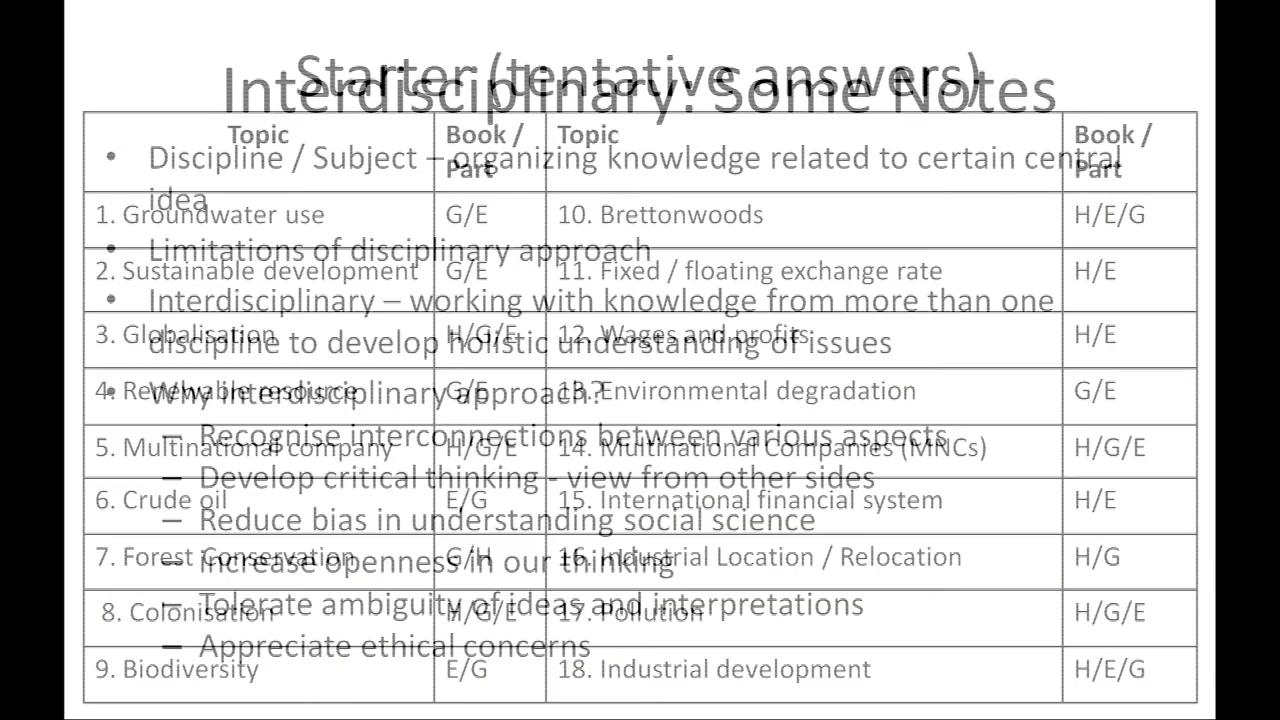 Starter (tentative answers)
Topic Book / Part Topic Book / Part
1. Groundwater use G/E 10. Brettonwoods H/E/G
2. Sustainable development G/E 11. Fixed / floating exchange rate H/E
3. Globalisation H/G/E 12. Wages and profits H/E
4. Renewable resource G/E 13. Environmental degradation G/E
5. Multinational company H/G/E 14. Multinational Companies (MNCs) H/G/E
6. Crude oil E/G 15. International financial system H/E
7. Forest Conservation G/H 16. Industrial Location / Relocation H/G
8. Colonisation H/G/E 17. Pollution H/G/E
9. Biodiversity E/G 18. Industrial development H/E/G
Interdisciplinary: Some Notes
• Discipline / Subject – organizing knowledge related to certain central
idea
• Limitations of disciplinary approach
• Interdisciplinary – working with knowledge from more than one
discipline to develop holistic understanding of issues
• Why interdisciplinary approach?
– Recognise interconnections between various aspects
– Develop critical thinking - view from other sides
– Reduce bias in understanding social science
– Increase openness in our thinking
– Tolerate ambiguity of ideas and interpretations
– Appreciate ethical concerns